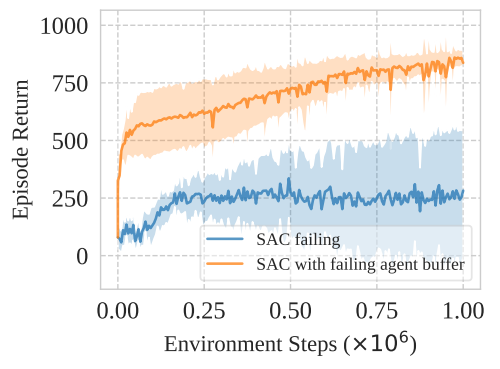 1000
750
500
250
0
Episode Return
SAC failing
SAC with failing agent buffer
0.00 0.25 0.50 0.75 1.00
Environment Steps (×10⁶)